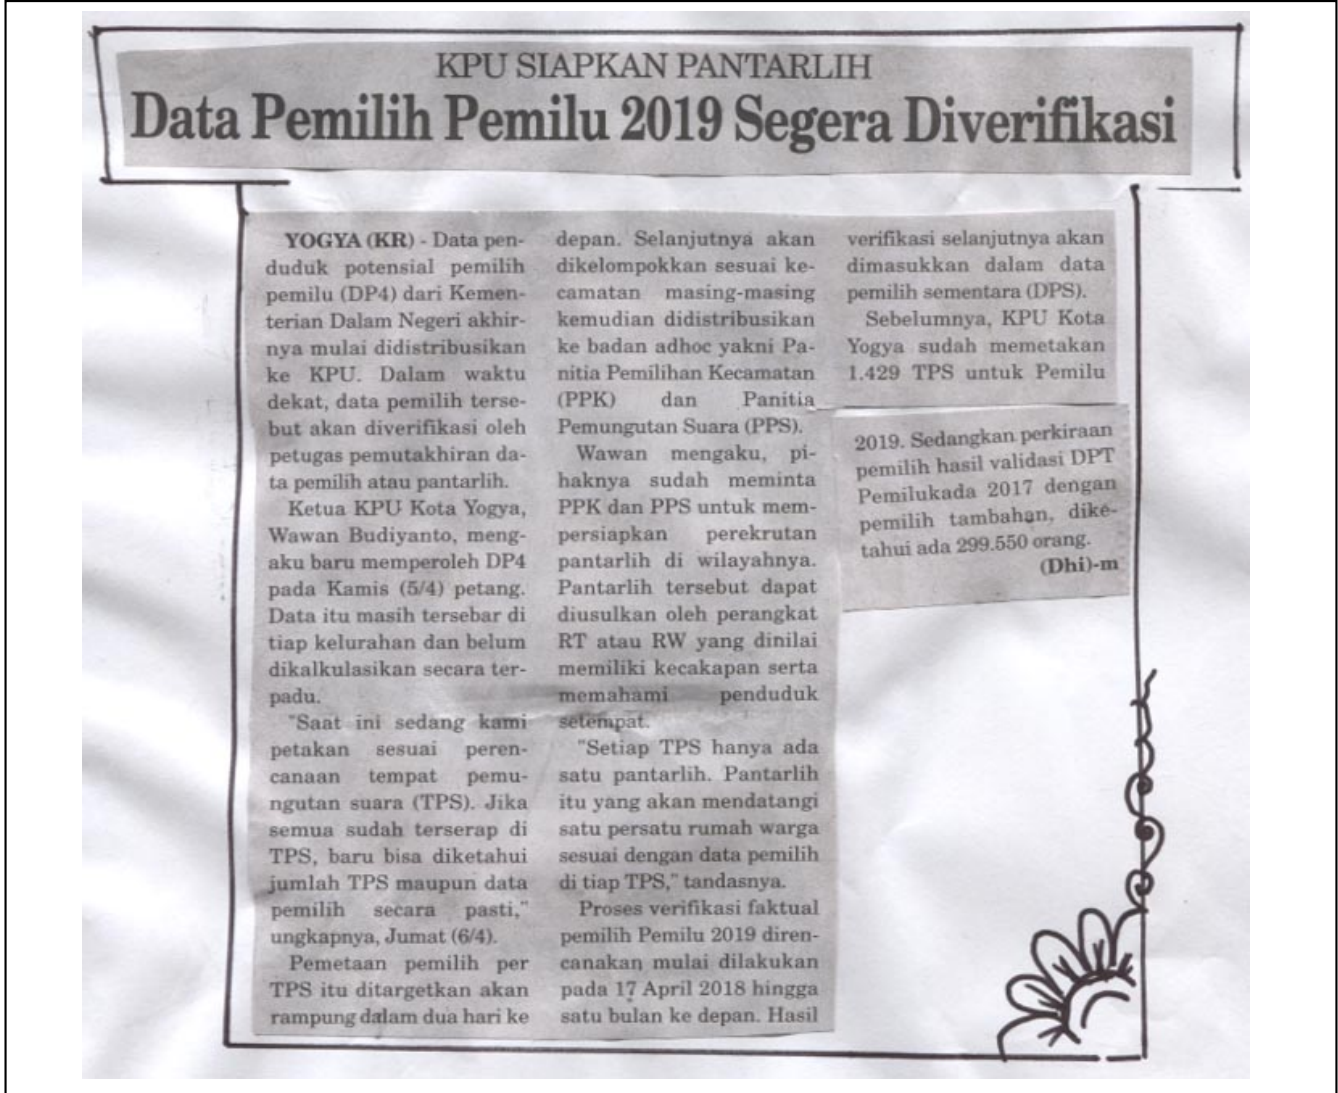 KPU SIAPKAN PANTARLIH
Data Pemilih Pemilu 2019 Segera Diverifikasi
YOGYA (KR) - Data pen-
duduk potensial pemilih
pemilu (DP4) dari Kemen-
terian Dalam Negeri akhir-
nya mulai didistribusikan
ke KPU. Dalam waktu
dekat, data pemilih terse-
but akan diverifikasi oleh
petugas pemutakhiran da-
ta pemilih atau pantarlih.
Ketua KPU Kota Yogya,
Wawan Budiyanto, meng-
aku baru memperoleh DP4
pada Kamis (5/4) petang.
Data itu masih tersebar di
tiap kelurahan dan belum
dikalkulasikan secara ter-
padu.
"Saat ini sedang kami
petakan sesuai peren-
canaan tempat pemu-
ngutan suara (TPS). Jika
semua sudah terserap di
TPS, baru bisa diketahui
jumlah TPS maupun data
pemilih secara pasti,"
ungkapnya, Jumat (6/4).
Pemetaan pemilih per
TPS itu ditargetkan akan
rampung dalam dua hari ke
depan. Selanjutnya akan
dikelompokkan sesuai ke-
camatan masing-masing
kemudian didistribusikan
ke badan adhoc yakni Pa-
nitia Pemilihan Kecamatan
(PPK) dan Panitia
Pemungutan Suara (PPS).
Wawan mengaku, pi-
haknya sudah meminta
PPK dan PPS untuk mem-
persiapkan perekrutan
pantarlih di wilayahnya.
Pantarlih tersebut dapat
diusulkan oleh perangkat
RT atau RW yang dinilai
memiliki kecakapan serta
memahami penduduk
setempat.
"Setiap TPS hanya ada
satu pantarlih. Pantarlih
itu yang akan mendatangi
satu persatu rumah warga
sesuai dengan data pemilih
di tiap TPS," tandasnya.
Proses verifikasi faktual
pemilih Pemilu 2019 diren-
canakan mulai dilakukan
pada 17 April 2018 hingga
satu bulan ke depan. Hasil
verifikasi selanjutnya akan
dimasukkan dalam data
pemilih sementara (DPS).
Sebelumnya, KPU Kota
Yogya sudah memetakan
1.429 TPS untuk Pemilu
2019. Sedangkan perkiraan
pemilih hasil validasi DPT
Pemilukada 2017 dengan
pemilih tambahan, dike-
tahui ada 299.550 orang.
(Dhi)-m